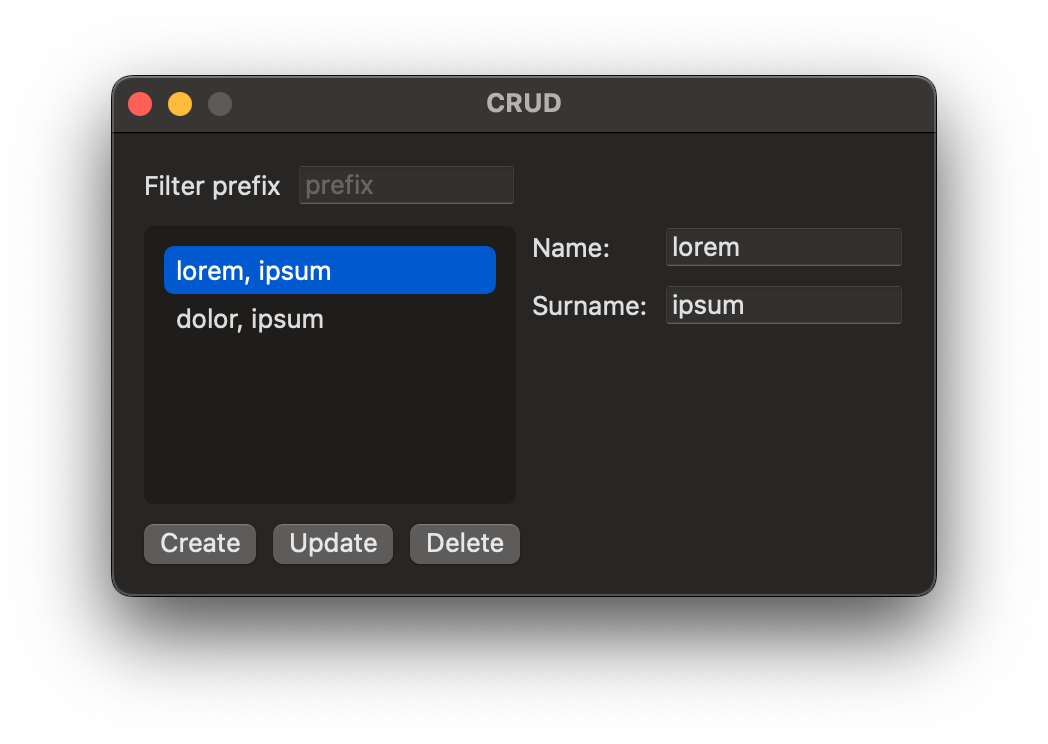 CRUD
Filter prefix prefix
lorem, ipsum
dolor, ipsum
Name: lorem
Surname: ipsum
Create Update Delete